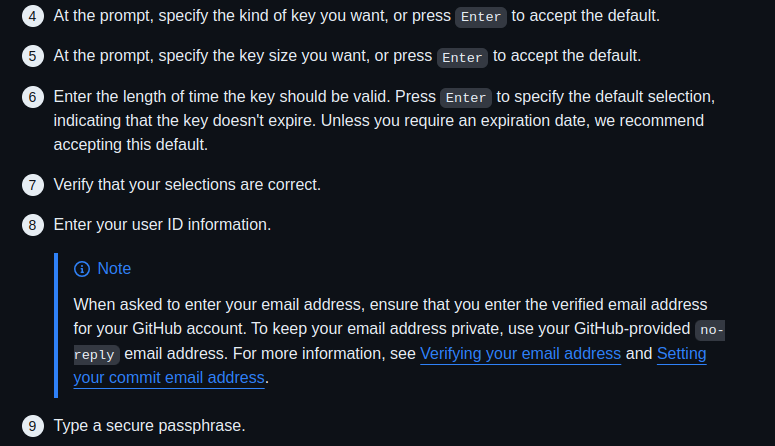 4 At the prompt, specify the kind of key you want, or press Enter to accept the default.
5 At the prompt, specify the key size you want, or press Enter to accept the default.
6 Enter the length of time the key should be valid. Press Enter to specify the default selection,
indicating that the key doesn't expire. Unless you require an expiration date, we recommend
accepting this default.
7 Verify that your selections are correct.
8 Enter your user ID information.
Note
When asked to enter your email address, ensure that you enter the verified email address
for your GitHub account. To keep your email address private, use your GitHub-provided no-
reply email address. For more information, see Verifying your email address and Setting
your commit email address.
9 Type a secure passphrase.